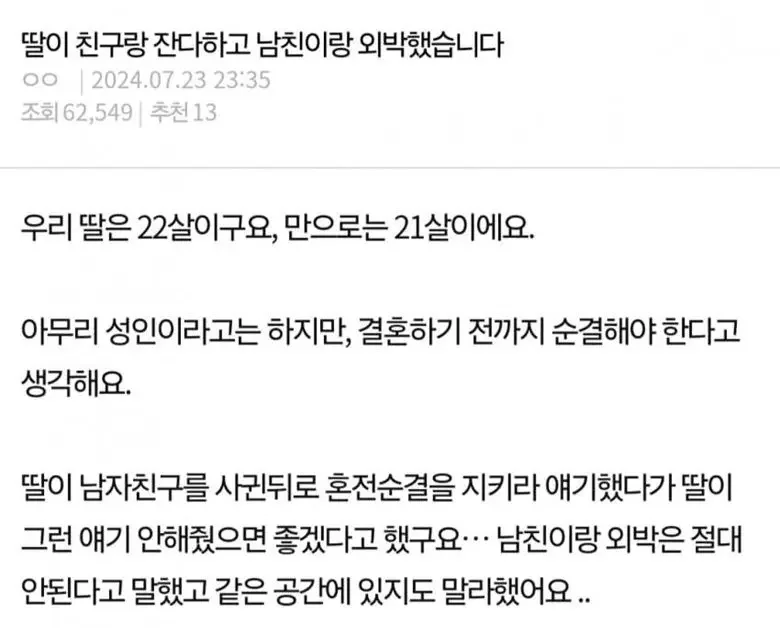 딸이 친구랑 잔다하고 남친이랑 외박했습니다
ㅇㅇ | 2024.07.23 23:35
조회 62,549 | 추천 13
우리 딸은 22살이구요, 만으로는 21살이에요.
아무리 성인이라고는 하지만, 결혼하기 전까지 순결해야 한다고
생각해요.
딸이 남자친구를 사귄뒤로 혼전순결을 지키라 얘기했다가 딸이
그런 얘기 안해줬으면 좋겠다고 했구요… 남친이랑 외박은 절대
안된다고 말했고 같은 공간에 있지도 말라했어요 ..